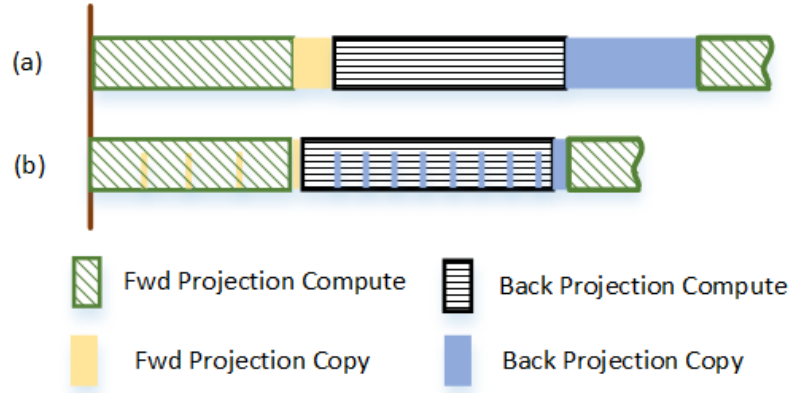 (a)
(b)
Fwd Projection Compute
Back Projection Compute
Fwd Projection Copy
Back Projection Copy